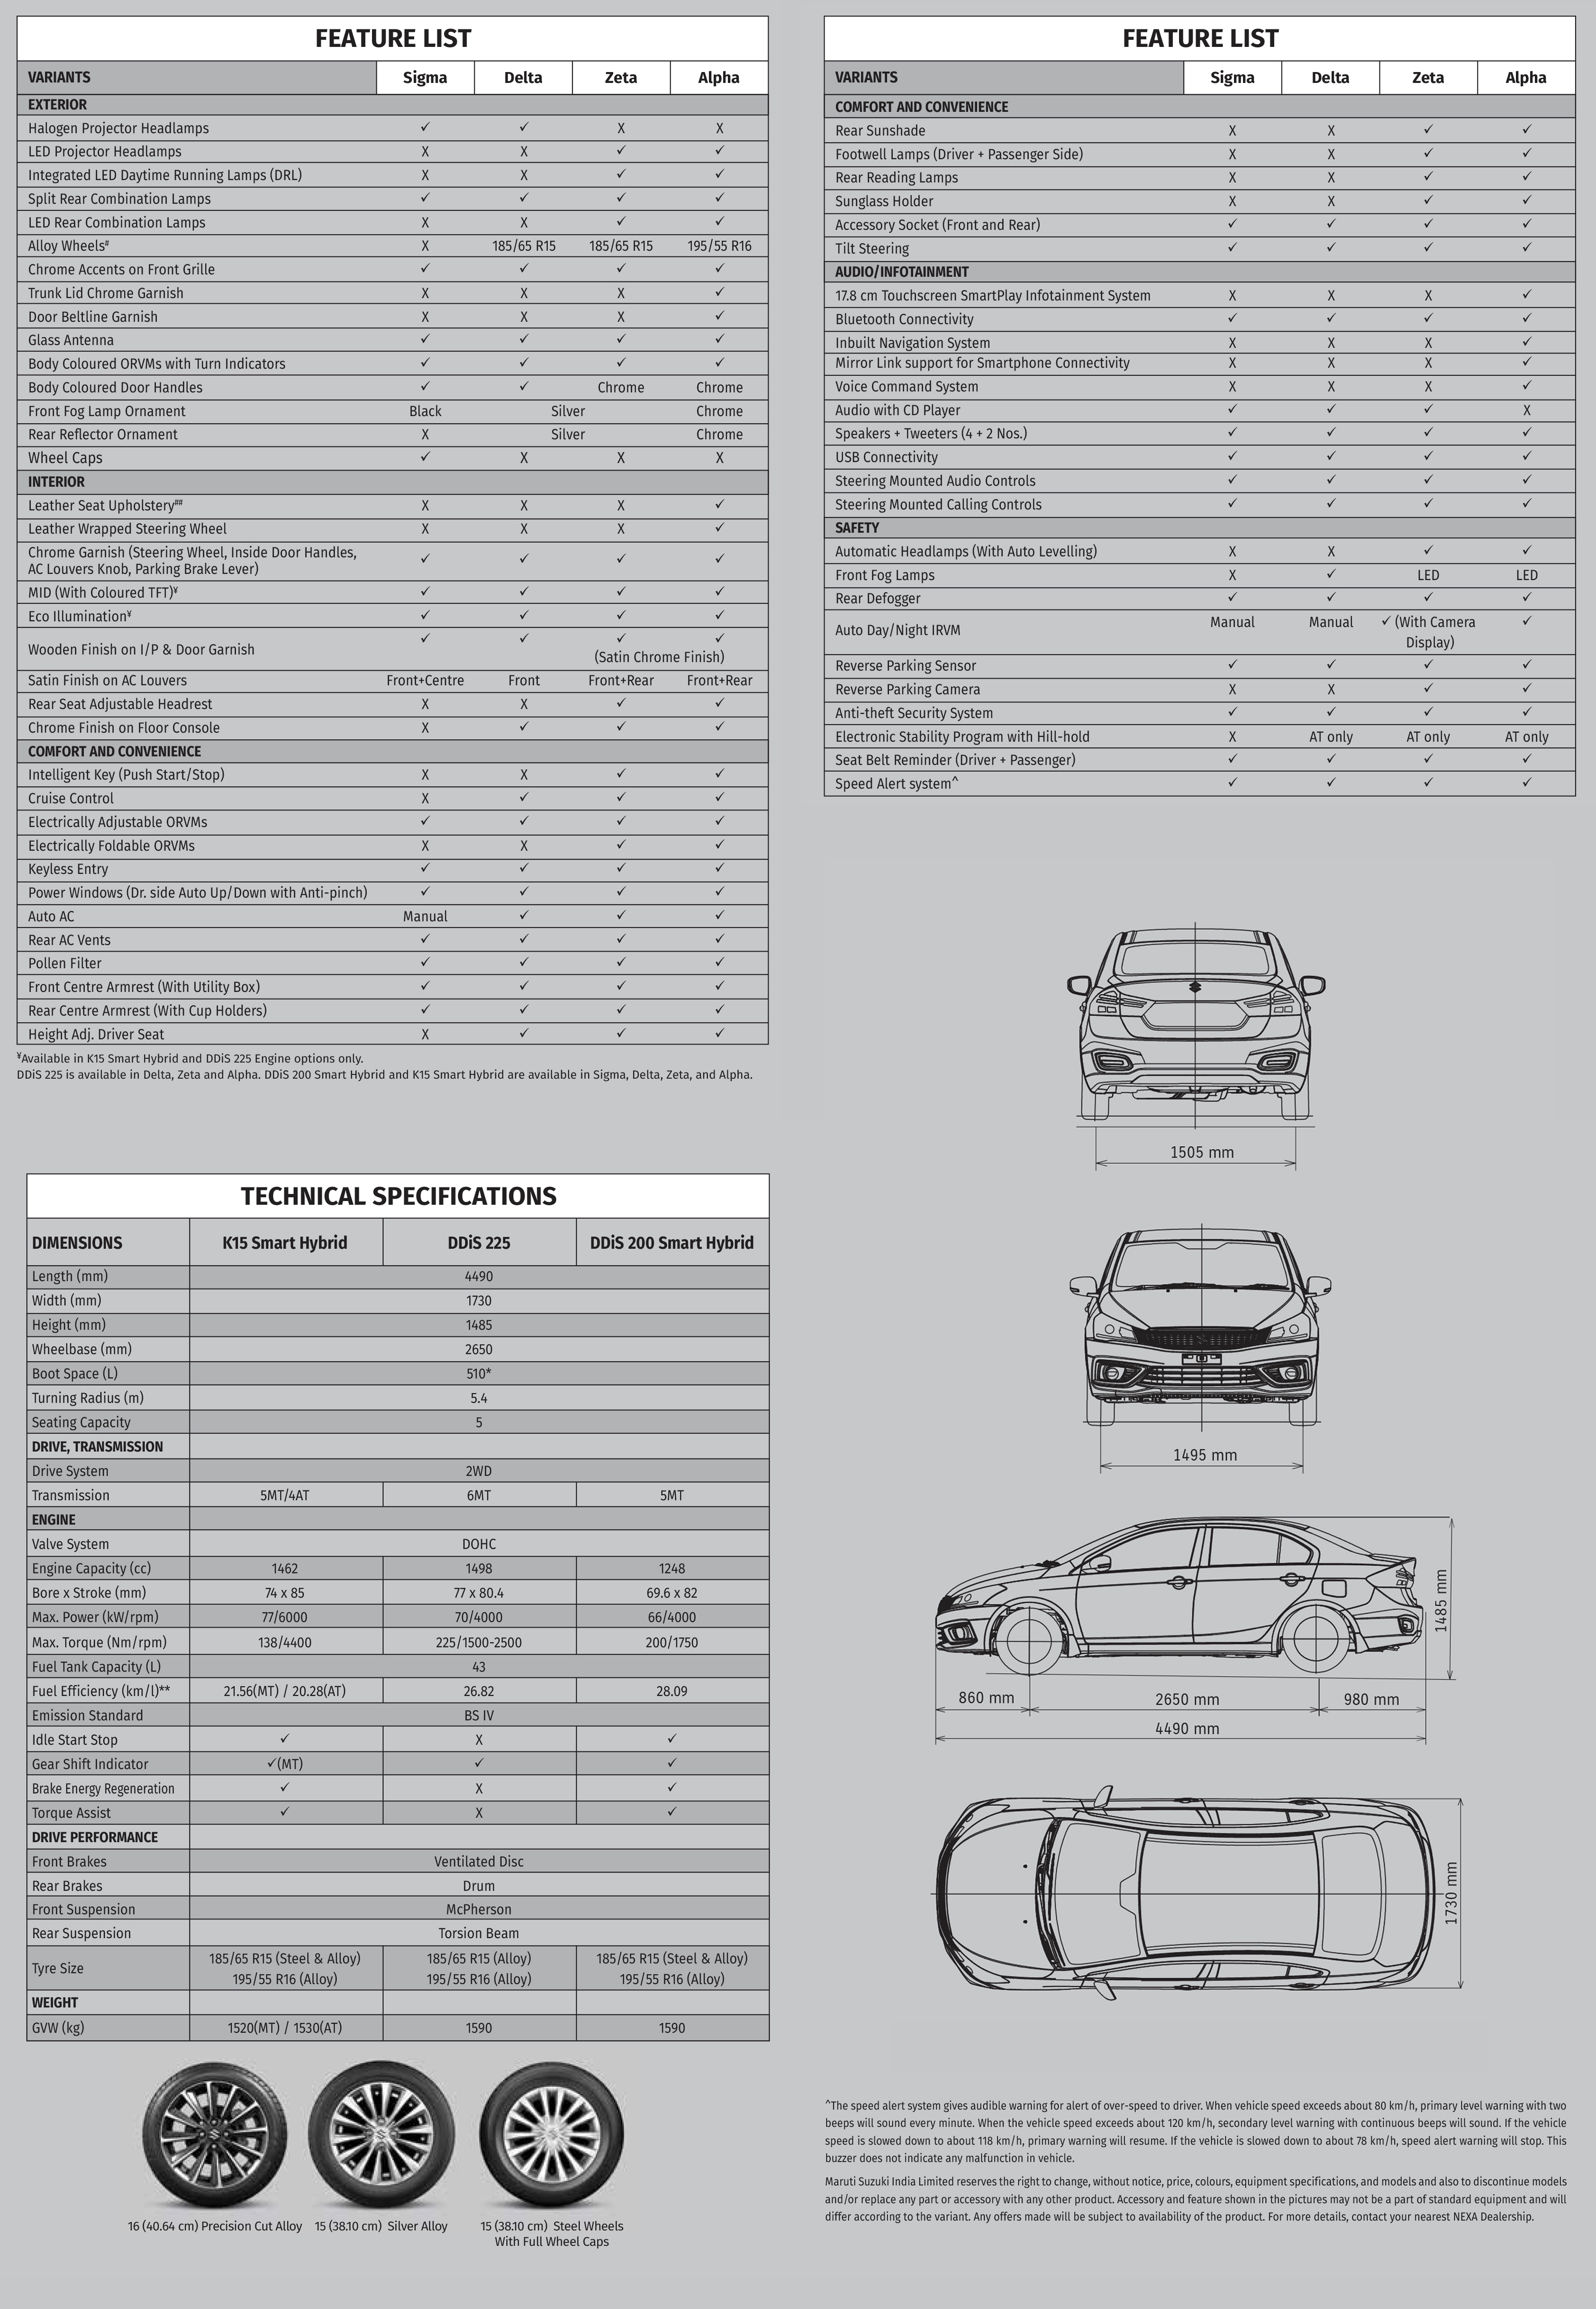 FEATURE LIST
VARIANTS Sigma Delta Zeta Alpha
EXTERIOR
Halogen Projector Headlamps ✓ ✓ X X
LED Projector Headlamps X X ✓ ✓
Integrated LED Daytime Running Lamps (DRL) X X ✓ ✓
Split Rear Combination Lamps ✓ ✓ ✓ ✓
LED Rear Combination Lamps X X ✓ ✓
Alloy Wheels# X 185/65 R15 185/65 R15 195/55 R16
Chrome Accents on Front Grille ✓ ✓ ✓ ✓
Trunk Lid Chrome Garnish X X X ✓
Door Beltline Garnish X X X ✓
Glass Antenna ✓ ✓ ✓ ✓
Body Coloured ORVMs with Turn Indicators ✓ ✓ ✓ ✓
Body Coloured Door Handles ✓ ✓ Chrome Chrome
Front Fog Lamp Ornament Black Silver Chrome
Rear Reflector Ornament X Silver Chrome
Wheel Caps ✓ X X X
INTERIOR
Leather Seat Upholstery## X X X ✓
Leather Wrapped Steering Wheel X X X ✓
Chrome Garnish (Steering Wheel, Inside Door Handles,
AC Louvers Knob, Parking Brake Lever) ✓ ✓ ✓ ✓
MID (With Coloured TFT)¥ ✓ ✓ ✓ ✓
Eco Illumination¥ ✓ ✓ ✓ ✓
Wooden Finish on I/P & Door Garnish ✓ ✓ ✓ ✓
(Satin Chrome Finish)
Satin Finish on AC Louvers Front+Centre Front Front+Rear Front+Rear
Rear Seat Adjustable Headrest X X ✓ ✓
Chrome Finish on Floor Console X ✓ ✓ ✓
COMFORT AND CONVENIENCE
Intelligent Key (Push Start/Stop) X X ✓ ✓
Cruise Control X ✓ ✓ ✓
Electrically Adjustable ORVMs ✓ ✓ ✓ ✓
Electrically Foldable ORVMs X X ✓ ✓
Keyless Entry ✓ ✓ ✓ ✓
Power Windows (Dr. side Auto Up/Down with Anti-pinch) ✓ ✓ ✓ ✓
Auto AC Manual ✓ ✓ ✓
Rear AC Vents ✓ ✓ ✓ ✓
Pollen Filter ✓ ✓ ✓ ✓
Front Centre Armrest (With Utility Box) ✓ ✓ ✓ ✓
Rear Centre Armrest (With Cup Holders) ✓ ✓ ✓ ✓
Height Adj. Driver Seat X ✓ ✓ ✓
¥Available in K15 Smart Hybrid and DDiS 225 Engine options only.
DDiS 225 is available in Delta, Zeta and Alpha. DDiS 200 Smart Hybrid and K15 Smart Hybrid are available in Sigma, Delta, Zeta, and Alpha.
FEATURE LIST
VARIANTS Sigma Delta Zeta Alpha
COMFORT AND CONVENIENCE
Rear Sunshade X X ✓ ✓
Footwell Lamps (Driver + Passenger Side) X X ✓ ✓
Rear Reading Lamps X X ✓ ✓
Sunglass Holder X X ✓ ✓
Accessory Socket (Front and Rear) ✓ ✓ ✓ ✓
Tilt Steering ✓ ✓ ✓ ✓
AUDIO/INFOTAINMENT
17.8 cm Touchscreen SmartPlay Infotainment System X X X ✓
Bluetooth Connectivity ✓ ✓ ✓ ✓
Inbuilt Navigation System X X X ✓
Mirror Link support for Smartphone Connectivity X X X ✓
Voice Command System X X X ✓
Audio with CD Player ✓ ✓ ✓ X
Speakers + Tweeters (4 + 2 Nos.) ✓ ✓ ✓ ✓
USB Connectivity ✓ ✓ ✓ ✓
Steering Mounted Audio Controls ✓ ✓ ✓ ✓
Steering Mounted Calling Controls ✓ ✓ ✓ ✓
SAFETY
Automatic Headlamps (With Auto Levelling) X X ✓ ✓
Front Fog Lamps X ✓ LED LED
Rear Defogger ✓ ✓ ✓ ✓
Auto Day/Night IRVM Manual Manual ✓ (With Camera ✓
Display)
Reverse Parking Sensor ✓ ✓ ✓ ✓
Reverse Parking Camera X X ✓ ✓
Anti-theft Security System ✓ ✓ ✓ ✓
Electronic Stability Program with Hill-hold X AT only AT only AT only
Seat Belt Reminder (Driver + Passenger) ✓ ✓ ✓ ✓
Speed Alert system^ ✓ ✓ ✓ ✓
1505 mm
1495 mm
1485 mm
860 mm 2650 mm 980 mm
4490 mm
1730 mm
TECHNICAL SPECIFICATIONS
DIMENSIONS K15 Smart Hybrid DDiS 225 DDiS 200 Smart Hybrid
Length (mm) 4490
Width (mm) 1730
Height (mm) 1485
Wheelbase (mm) 2650
Boot Space (L) 510*
Turning Radius (m) 5.4
Seating Capacity 5
DRIVE, TRANSMISSION
Drive System 2WD
Transmission 5MT/4AT 6MT 5MT
ENGINE
Valve System DOHC
Engine Capacity (cc) 1462 1498 1248
Bore x Stroke (mm) 74 x 85 77 x 80.4 69.6 x 82
Max. Power (kW/rpm) 77/6000 70/4000 66/4000
Max. Torque (Nm/rpm) 138/4400 225/1500-2500 200/1750
Fuel Tank Capacity (L) 43
Fuel Efficiency (km/l)** 21.56(MT) / 20.28(AT) 26.82 28.09
Emission Standard BS IV
Idle Start Stop ✓ X ✓
Gear Shift Indicator ✓(MT) ✓ ✓
Brake Energy Regeneration ✓ X ✓
Torque Assist ✓ X ✓
DRIVE PERFORMANCE
Front Brakes Ventilated Disc
Rear Brakes Drum
Front Suspension McPherson
Rear Suspension Torsion Beam
Tyre Size 185/65 R15 (Steel & Alloy) 185/65 R15 (Alloy) 185/65 R15 (Steel & Alloy)
195/55 R16 (Alloy) 195/55 R16 (Alloy) 195/55 R16 (Alloy)
WEIGHT
GVW (kg) 1520(MT) / 1530(AT) 1590 1590
16 (40.64 cm) Precision Cut Alloy 15 (38.10 cm) Silver Alloy 15 (38.10 cm) Steel Wheels
With Full Wheel Caps
^The speed alert system gives audible warning for alert of over-speed to driver. When vehicle speed exceeds about 80 km/h, primary level warning with two
beeps will sound every minute. When the vehicle speed exceeds about 120 km/h, secondary level warning with continuous beeps will sound. If the vehicle
speed is slowed down to about 118 km/h, primary warning will resume. If the vehicle is slowed down to about 78 km/h, speed alert warning will stop. This
buzzer does not indicate any malfunction in vehicle.
Maruti Suzuki India Limited reserves the right to change, without notice, price, colours, equipment specifications, and models and also to discontinue models
and/or replace any part or accessory with any other product. Accessory and feature shown in the pictures may not be a part of standard equipment and will
differ according to the variant. Any offers made will be subject to availability of the product. For more details, contact your nearest NEXA Dealership.